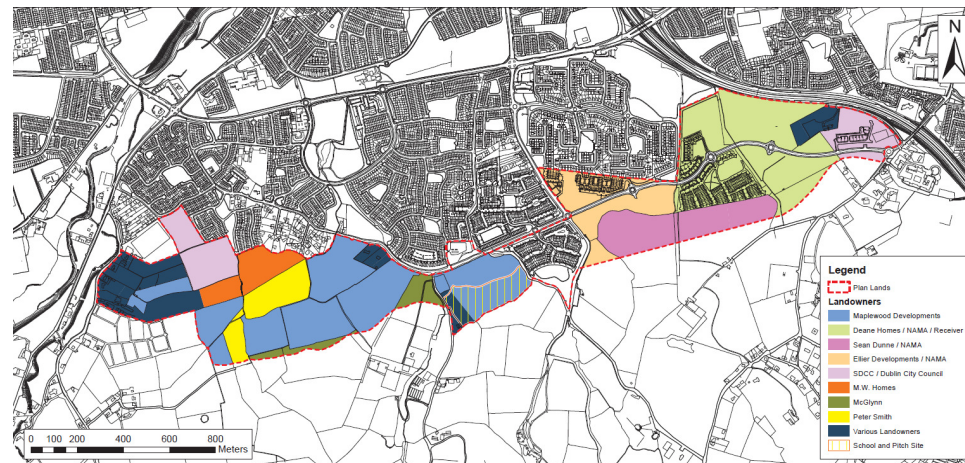 N
Legend
Plan Lands
Landowners
Maplewood Developments
Deane Homes / NAMA / Receiver
Sean Dunne / NAMA
Ellier Developments / NAMA
SDCC / Dublin City Council
M.W. Homes
McGlynn
Peter Smith
Various Landowners
School and Pitch Site
0 100 200 400 600 800
Meters